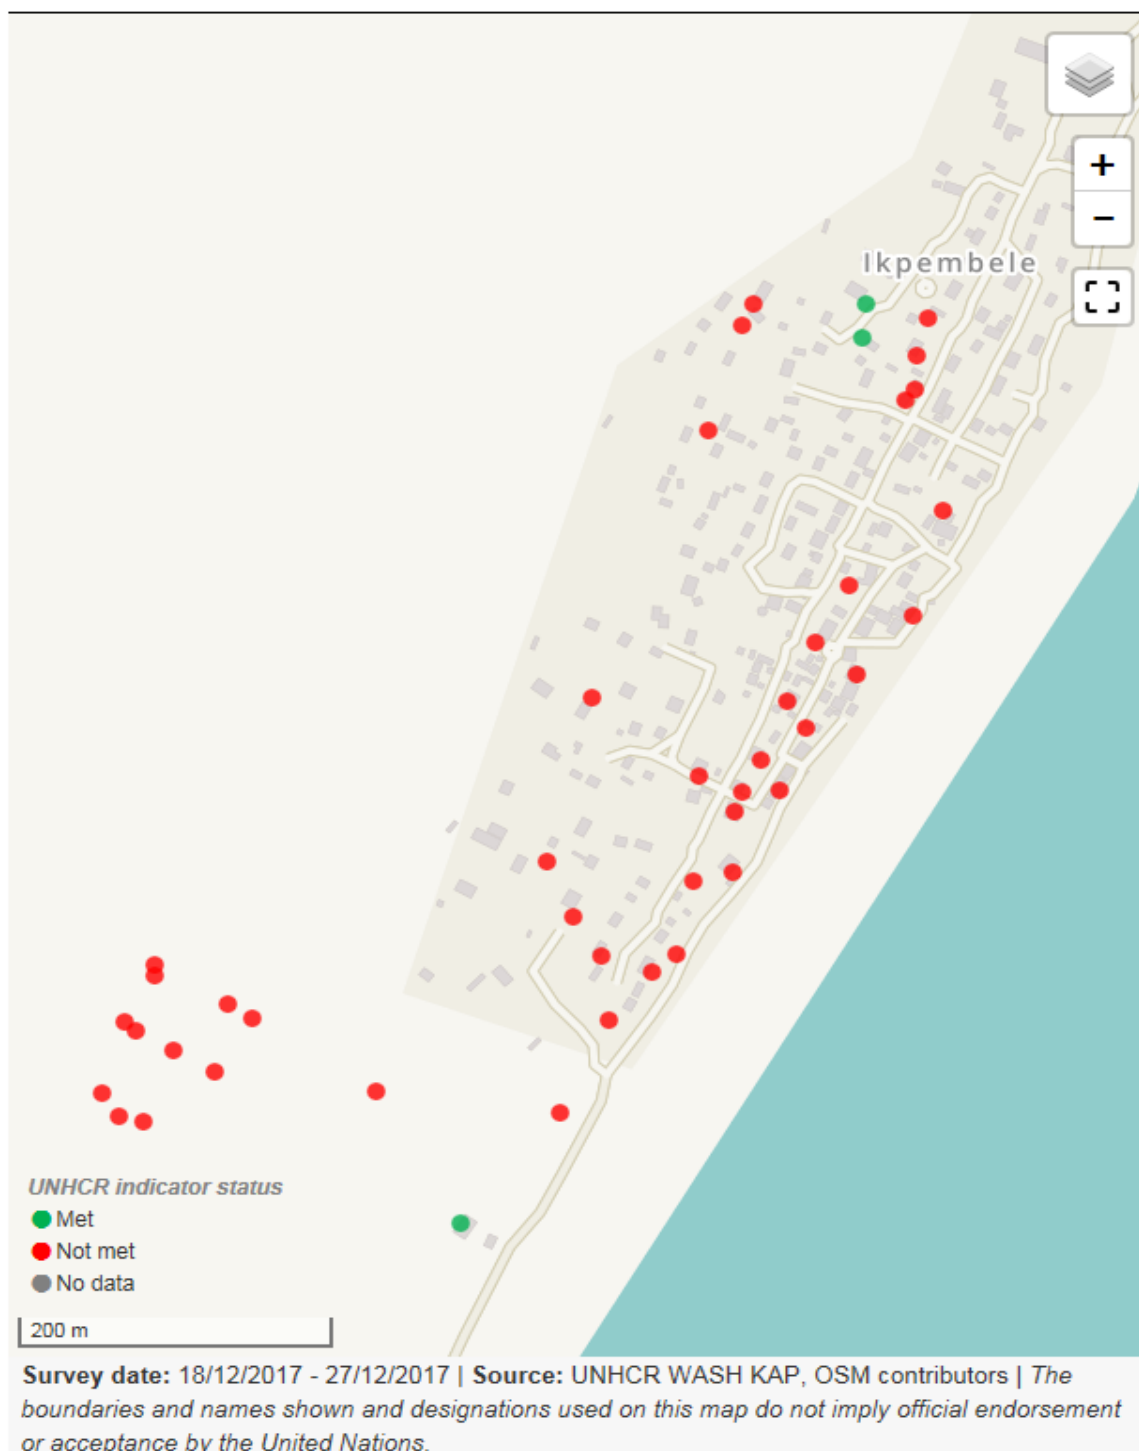 +
−
Ikpembele
UNHCR indicator status
Met
Not met
No data
200 m
Survey date: 18/12/2017 - 27/12/2017 | Source: UNHCR WASH KAP, OSM contributors | The
boundaries and names shown and designations used on this map do not imply official endorsement
or acceptance by the United Nations.